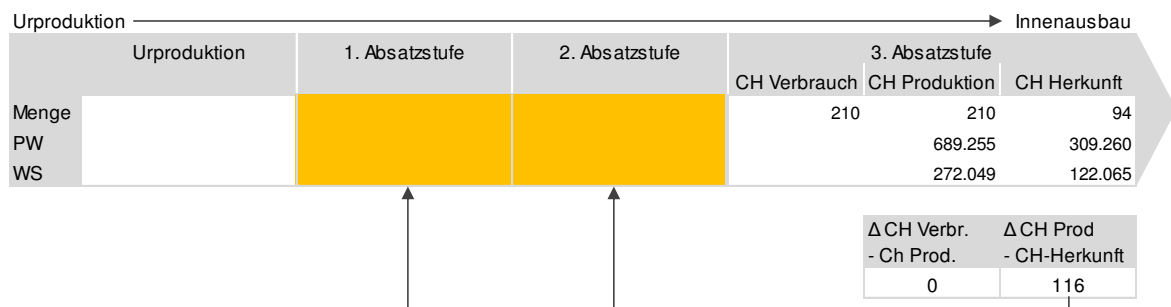 Urproduktion Innenausbau
Urproduktion 1. Absatzstufe 2. Absatzstufe 3. Absatzstufe
CH Verbrauch CH Produktion CH Herkunft
Menge 210 210 94
PW 689.255 309.260
WS 272.049 122.065
Δ CH Verbr. Δ CH Prod
- Ch Prod. - CH-Herkunft
0 116